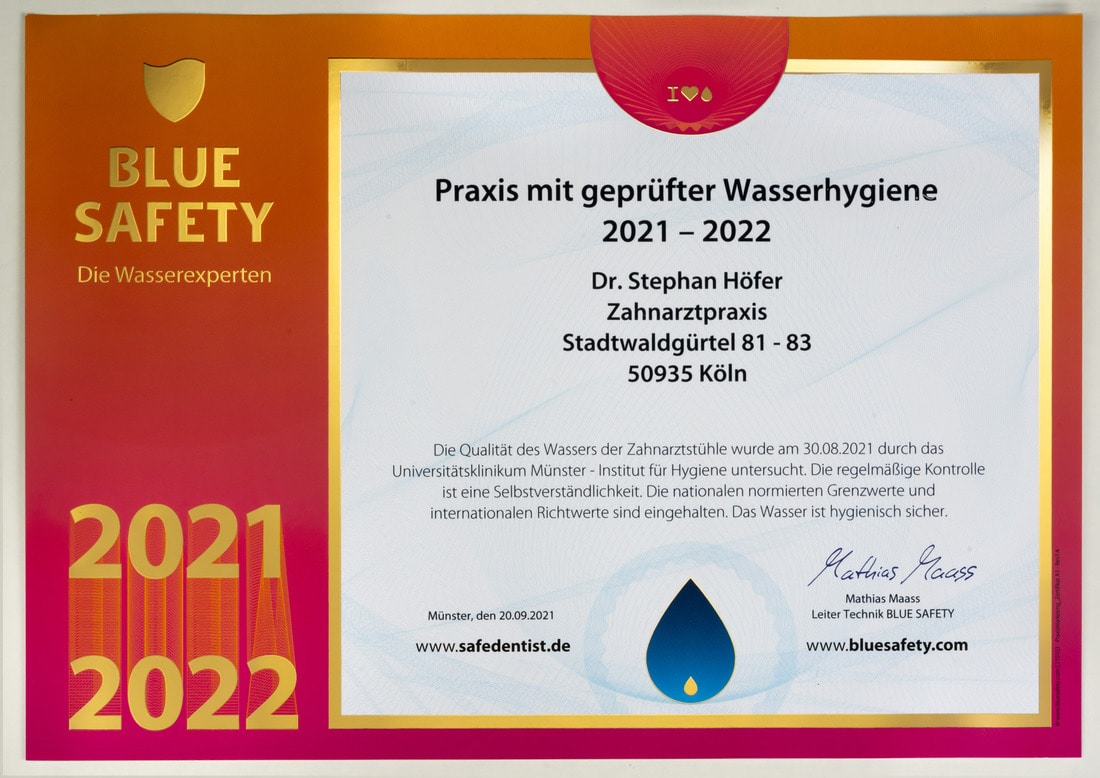 BLUE
SAFETY
Die Wasserexperten
2021
2022
I
Praxis mit geprüfter Wasserhygiene
2021 – 2022
Dr. Stephan Höfer
Zahnarztpraxis
Stadtwaldgürtel 81 - 83
50935 Köln
Die Qualität des Wassers der Zahnarztstühle wurde am 30.08.2021 durch das
Universitätsklinikum Münster - Institut für Hygiene untersucht. Die regelmäßige Kontrolle
ist eine Selbstverständlichkeit. Die nationalen normierten Grenzwerte und
internationalen Richtwerte sind eingehalten. Das Wasser ist hygienisch sicher.
Mathias Maass
Mathias Maass
Leiter Technik BLUE SAFETY
Münster, den 20.09.2021
www.safedentist.de
www.bluesafety.com